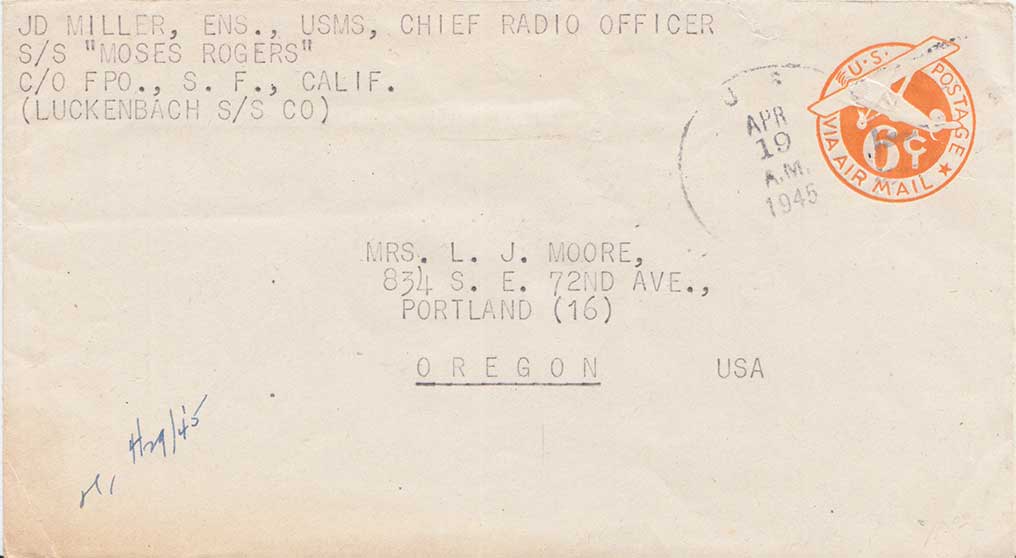 JD MILLER, ENS., USMS, CHIEF RADIO OFFICER
S/S "MOSES ROGERS"
C/O FPO., S. F., CALIF.
(LUCKENBACH S/S CO)
U.S. POSTAGE
6¢
VIA AIR MAIL
APR
19
A.M.
1945
MRS. L. J. MOORE,
834 S. E. 72ND AVE.,
PORTLAND (16)
OREGON USA